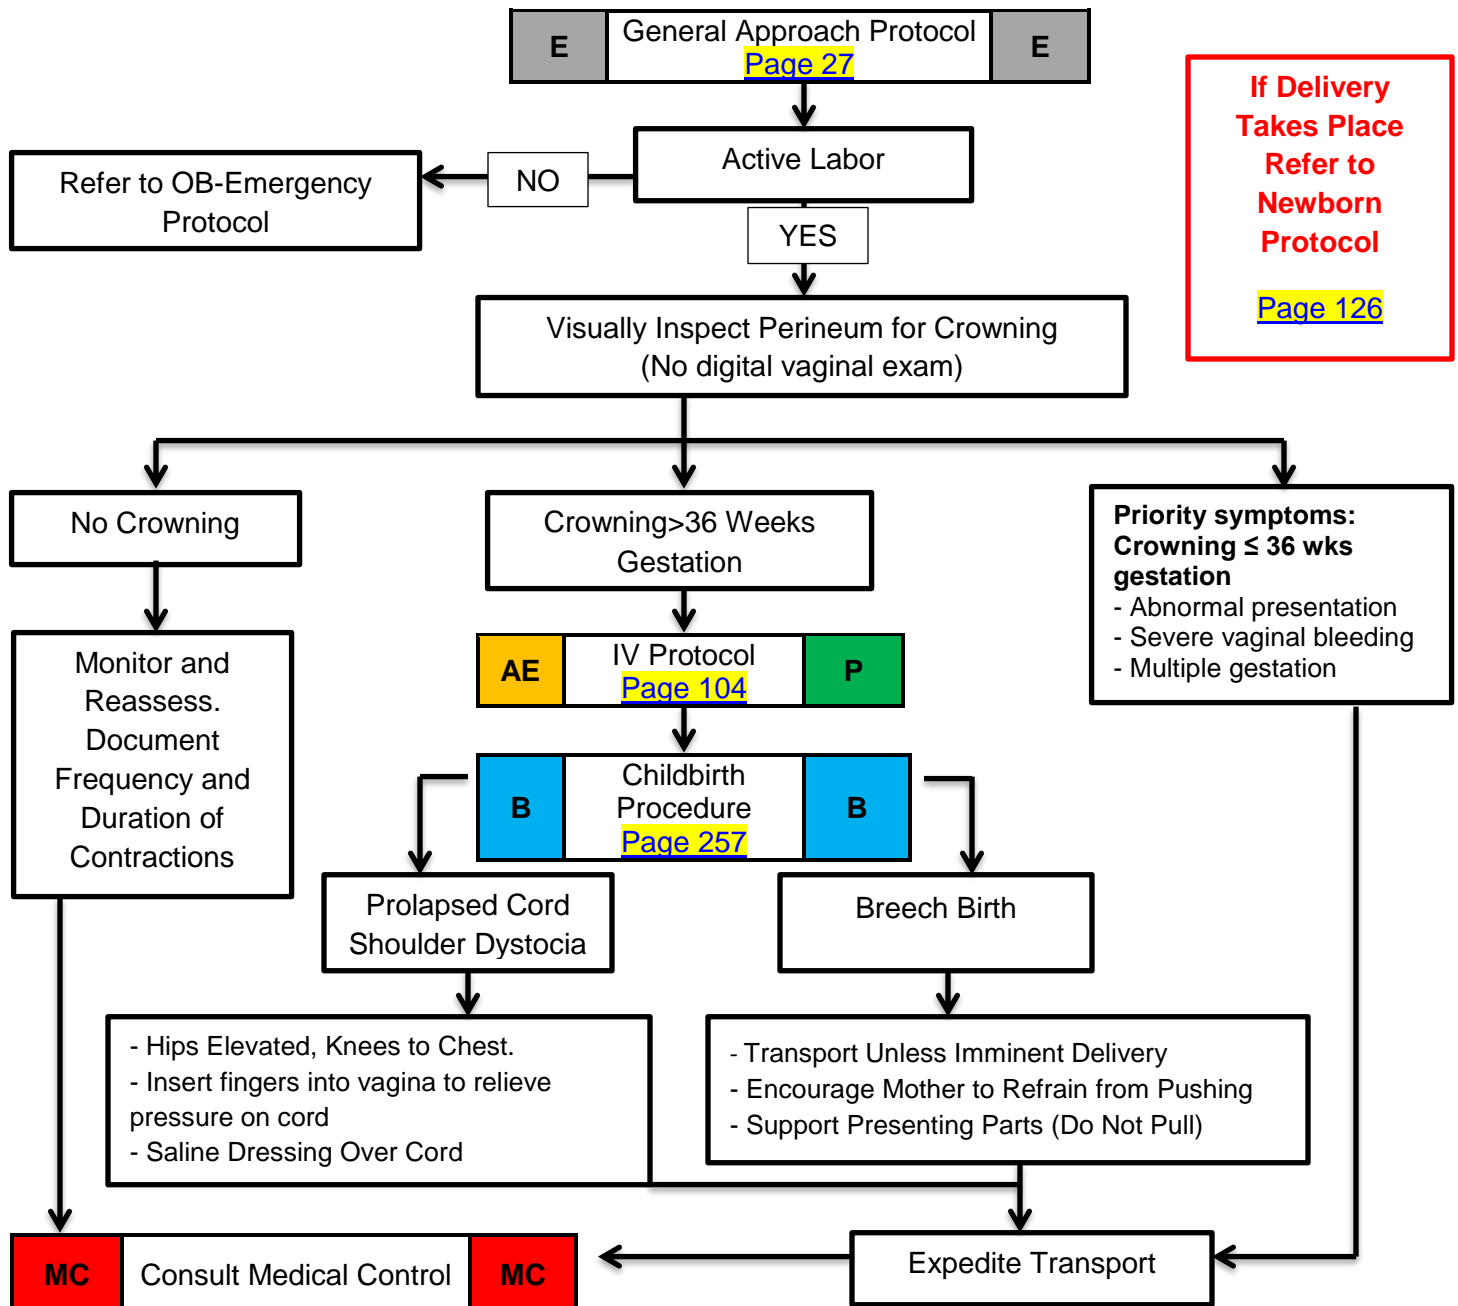 E
General Approach Protocol
Page 27
E
If Delivery
Takes Place
Refer to
Newborn
Protocol
Page 126
Active Labor
NO
Refer to OB-Emergency
Protocol
YES
Visually Inspect Perineum for Crowning
(No digital vaginal exam)
No Crowning
Crowning>36 Weeks
Gestation
Priority symptoms:
Crowning ≤ 36 wks
gestation
- Abnormal presentation
- Severe vaginal bleeding
- Multiple gestation
Monitor and
Reassess.
Document
Frequency and
Duration of
Contractions
AE
IV Protocol
Page 104
P
B
Childbirth
Procedure
Page 257
B
Prolapsed Cord
Shoulder Dystocia
Breech Birth
- Hips Elevated, Knees to Chest.
- Insert fingers into vagina to relieve
pressure on cord
- Saline Dressing Over Cord
- Transport Unless Imminent Delivery
- Encourage Mother to Refrain from Pushing
- Support Presenting Parts (Do Not Pull)
MC
Consult Medical Control
MC
Expedite Transport